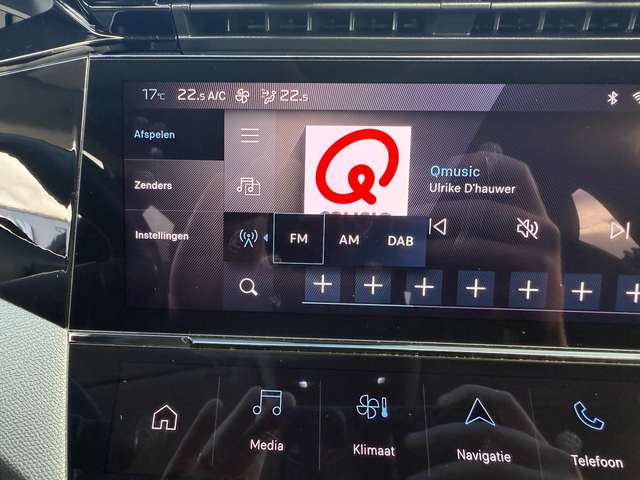 17°C 22.5 A/C 22.5
Afspelen
Zenders
Instellingen
Qmusic
Ulrike D'hauwer
FM AM DAB
Media
Klimaat
Navigatie
Telefoon